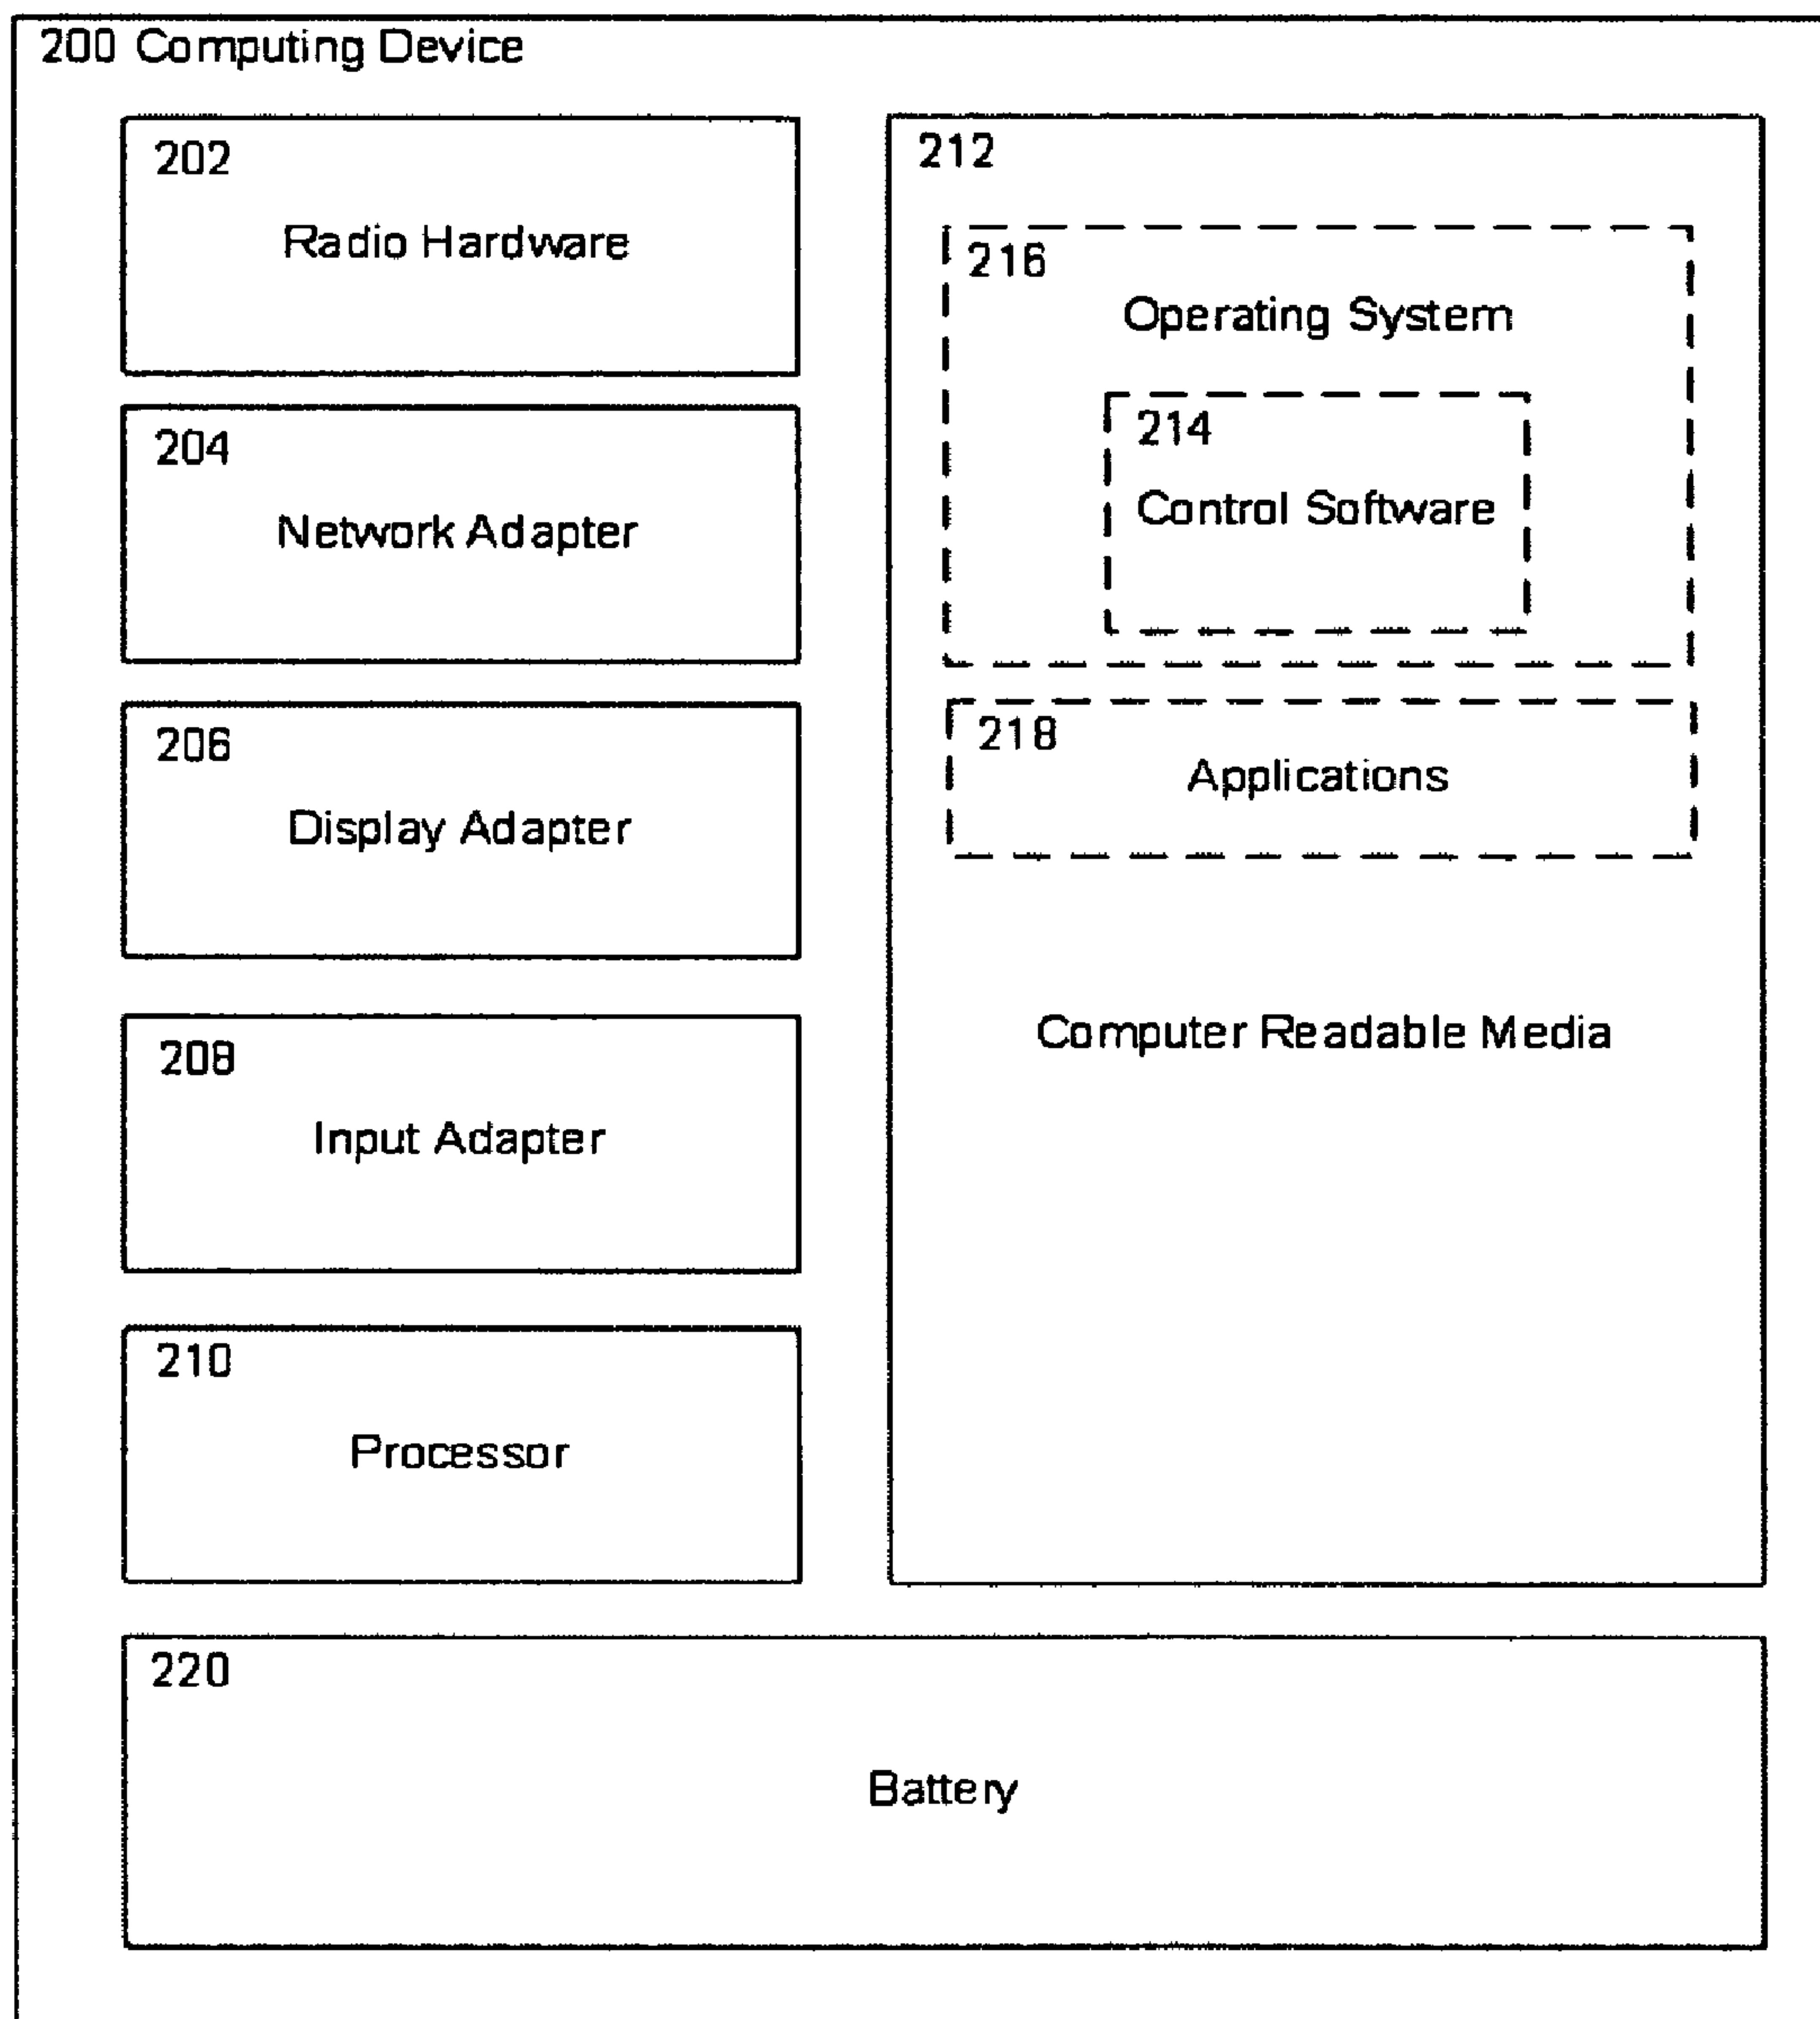 200 Computing Device
202
Radio Hardware
204
Network Adapter
206
Display Adapter
208
Input Adapter
210
Processor
212
216
Operating System
214
Control Software
218
Applications
Computer Readable Media
220
Battery